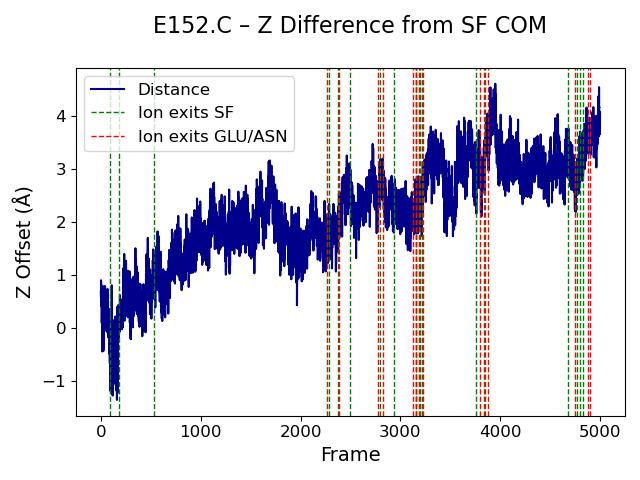 E152.C – Z Difference from SF COM
Distance
Ion exits SF
Ion exits GLU/ASN
Z Offset (Å)
4
3
2
1
0
−1
0 1000 2000 3000 4000 5000
Frame